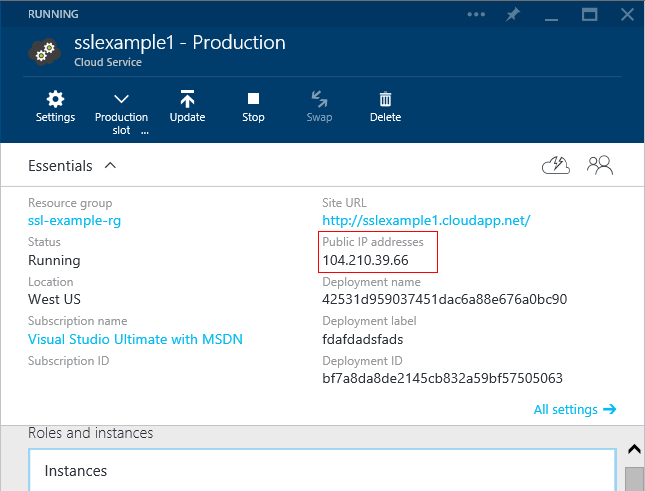 RUNNING
sslexample1 - Production
Cloud Service
Settings
Production slot ...
Update
Stop
Swap
Delete
Essentials
Resource group
ssl-example-rg
Status
Running
Location
West US
Subscription name
Visual Studio Ultimate with MSDN
Subscription ID
Site URL
http://sslexample1.cloudapp.net/
Public IP addresses
104.210.39.66
Deployment name
42531d959037451dac6a88e676a0bc90
Deployment label
fdafdadsfads
Deployment ID
bf7a8da8de2145cb832a59bf57505063
All settings
Roles and instances
Instances